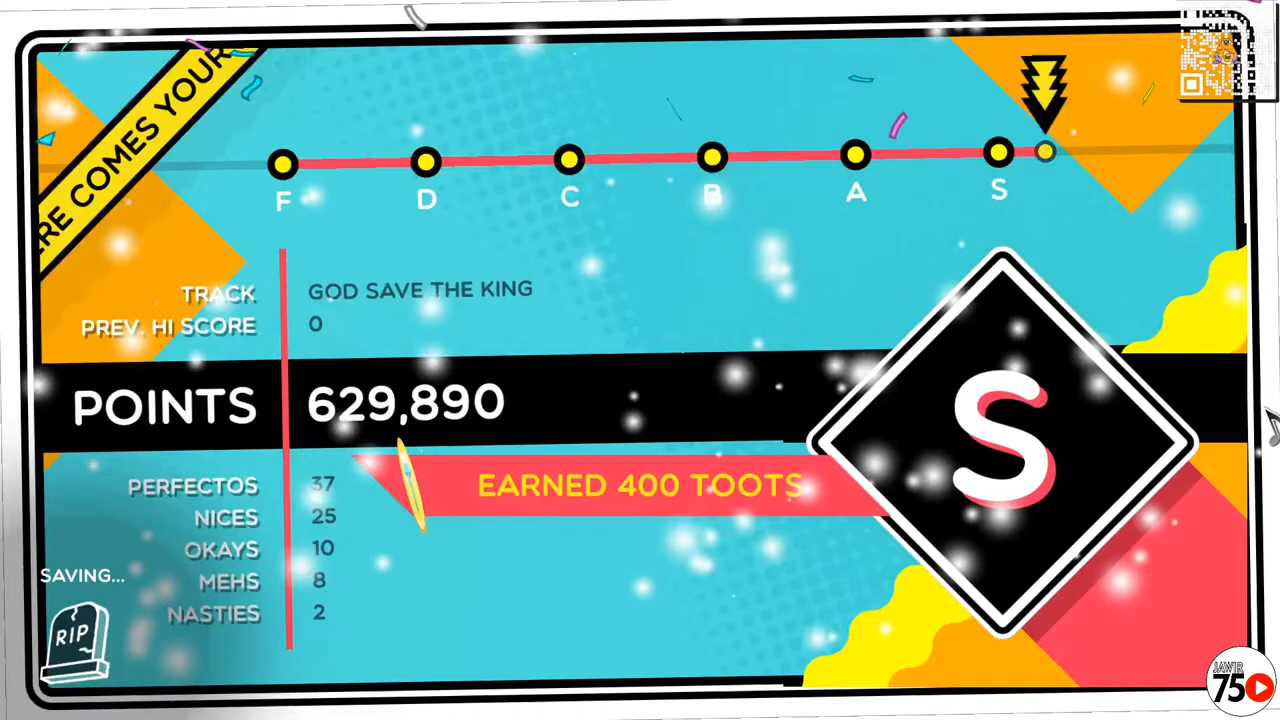 ERE COMES YOUR
F D C B A S
TRACK GOD SAVE THE KING
PREV. HI SCORE 0
POINTS 629,890
S
EARNED 400 TOOTS
PERFECTOS 37
NICES 25
OKAYS 10
MEHS 8
NASTIES 2
SAVING...
RIP
JAWIR
75